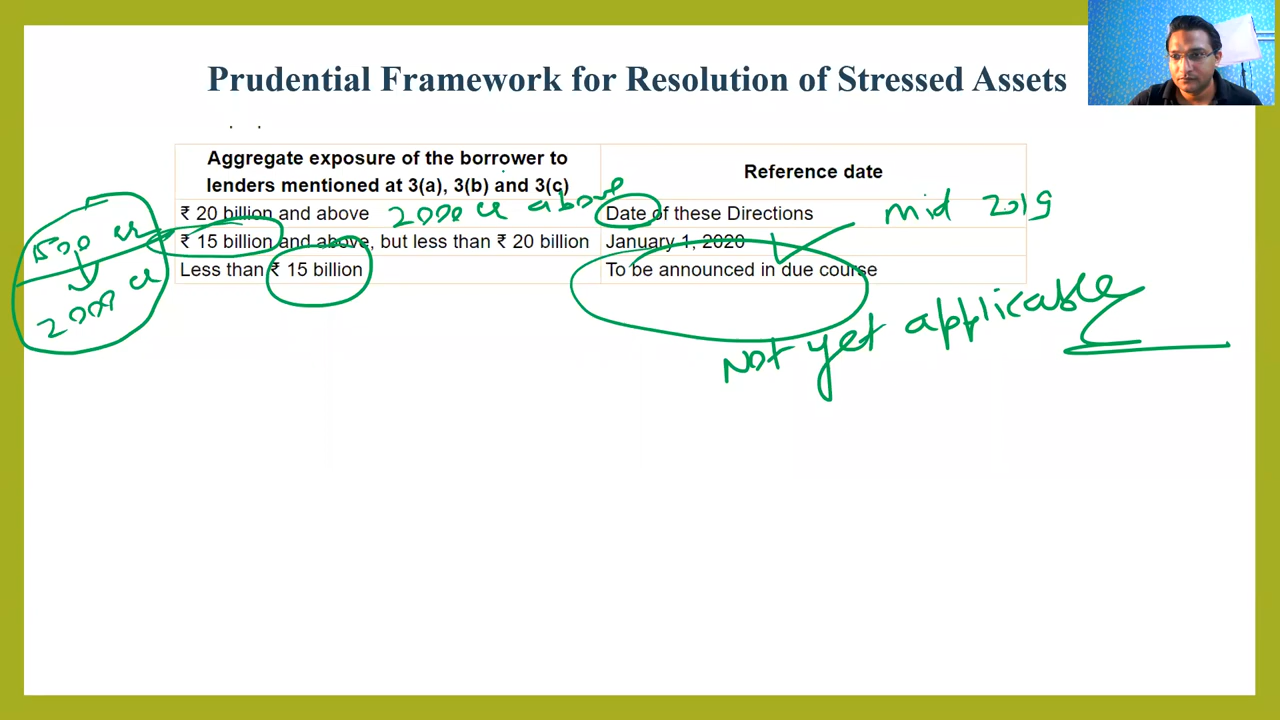 Prudential Framework for Resolution of Stressed Assets
Aggregate exposure of the borrower to
lenders mentioned at 3(a), 3(b) and 3(c)
Reference date
₹ 20 billion and above
2000 cr above
Date of these Directions
mid 2019
1500 cr
₹ 15 billion and above, but less than ₹ 20 billion
January 1, 2020
2000 cr
Less than ₹ 15 billion
To be announced in due course
Not yet applicable